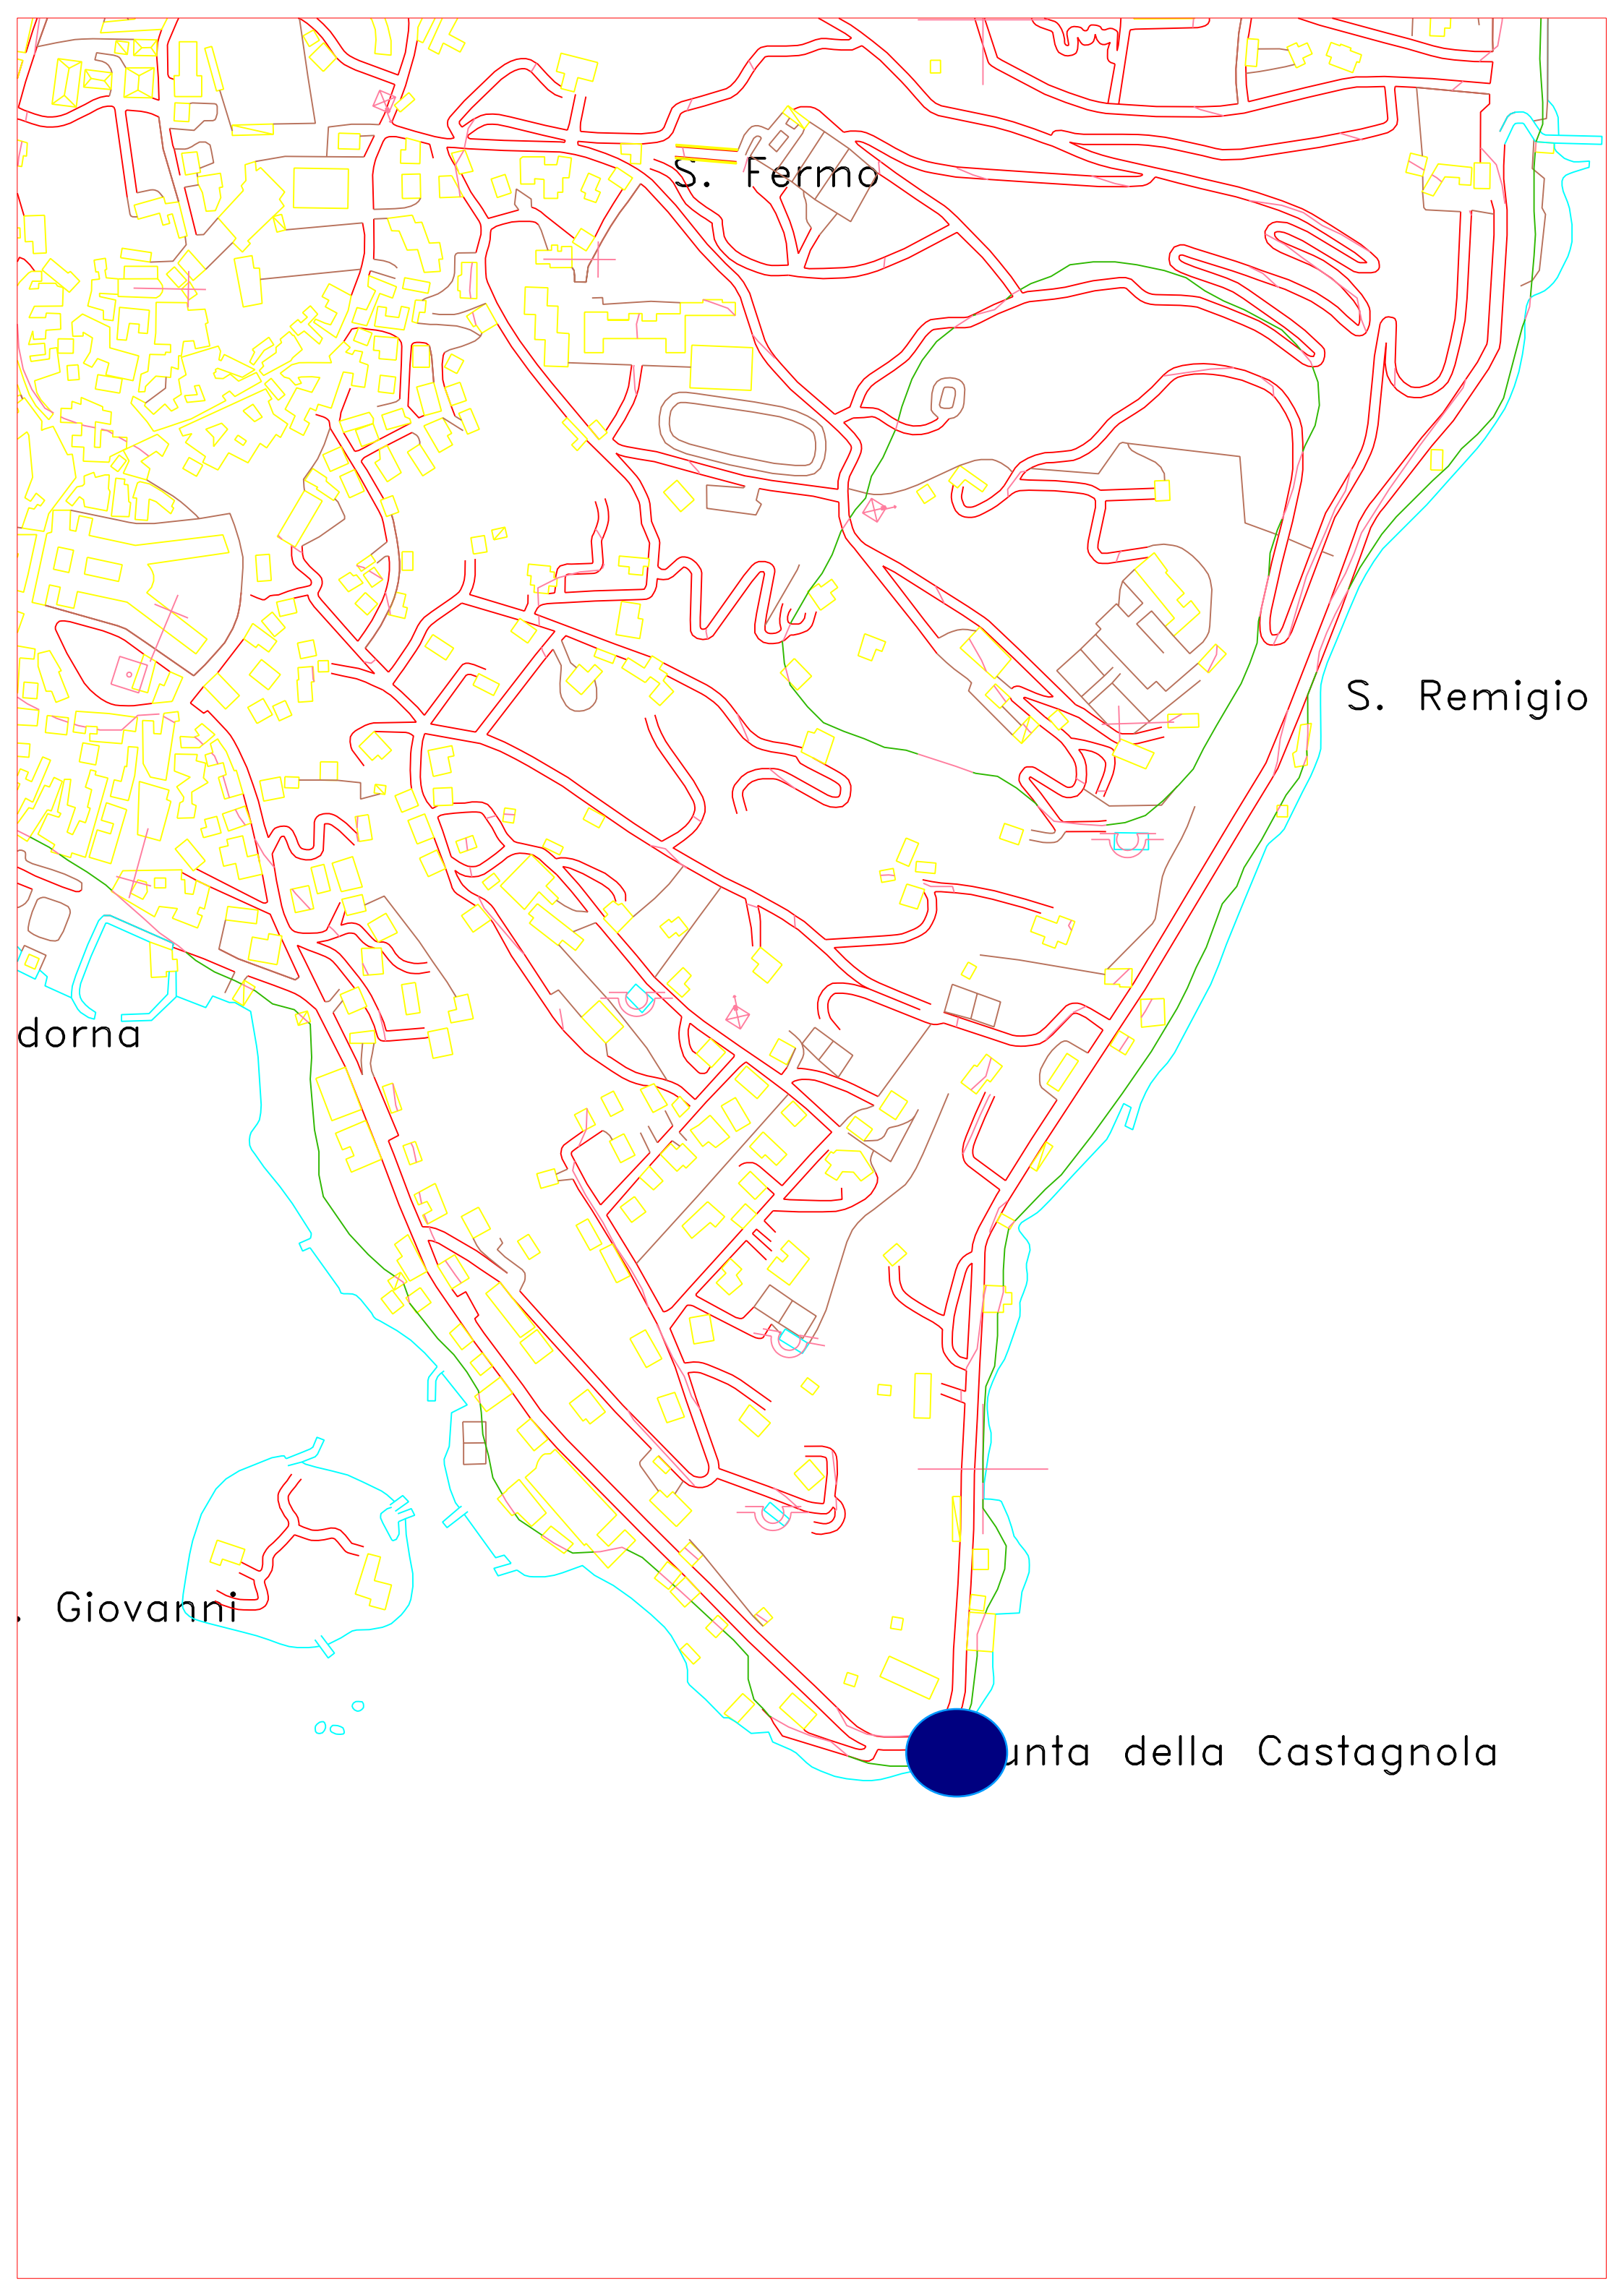 S. Fermo
S. Remigio
dorna
. Giovanni
unta della Castagnola